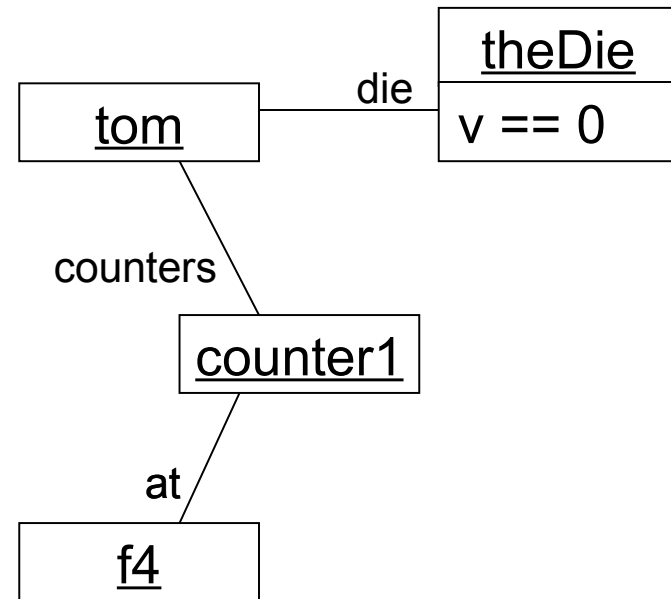 theDie
die
tom
v == 0
counters
counter1
at
f4